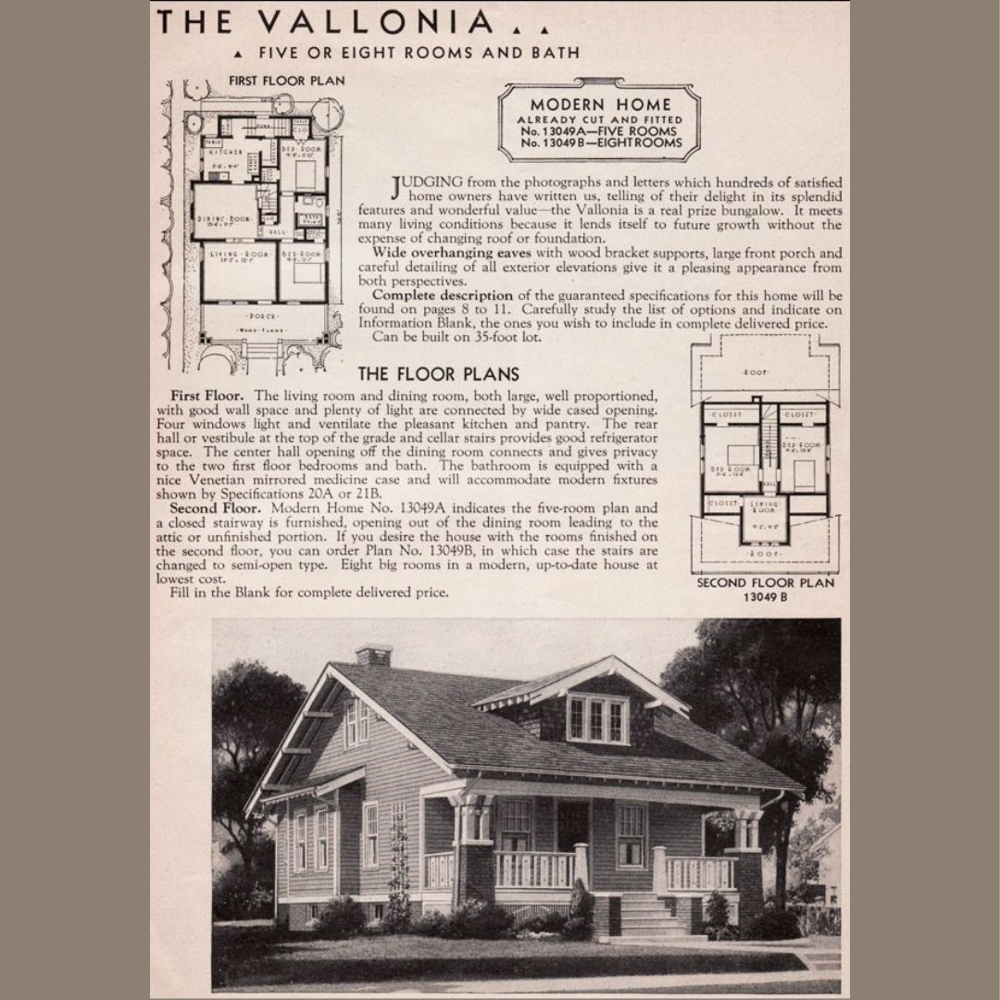 THE VALLONIA
FIVE OR EIGHT ROOMS AND BATH
FIRST FLOOR PLAN
MODERN HOME
ALREADY CUT AND FITTED
No. 13049A—FIVE ROOMS
No. 13049B—EIGHT ROOMS
JUDGING from the photographs and letters which hundreds of satisfied
home owners have written us, telling of their delight in its splendid
features and wonderful value—the Vallonia is a real prize bungalow. It meets
many living conditions because it lends itself to future growth without the
expense of changing roof or foundation.
Wide overhanging eaves with wood bracket supports, large front porch and
careful detailing of all exterior elevations give it a pleasing appearance from
both perspectives.
Complete description of the guaranteed specifications for this home will be
found on pages 8 to 11. Carefully study the list of options and indicate on
Information Blank, the ones you wish to include in complete delivered price.
Can be built on 35-foot lot.
TABLE
KITCHEN
BED ROOM
DINING ROOM
BATH
HALL
LIVING ROOM
BED ROOM
PORCH
THE FLOOR PLANS
First Floor. The living room and dining room, both large, well proportioned,
with good wall space and plenty of light are connected by wide cased opening.
Four windows light and ventilate the pleasant kitchen and pantry. The rear
hall or vestibule at the top of the grade and cellar stairs provides good refrigerator
space. The center hall opening off the dining room connects and gives privacy
to the two first floor bedrooms and bath. The bathroom is equipped with a
nice Venetian mirrored medicine case and will accommodate modern fixtures
shown by Specifications 20A or 21B.
Second Floor. Modern Home No. 13049A indicates the five-room plan and
a closed stairway is furnished, opening out of the dining room leading to the
attic or unfinished portion. If you desire the house with the rooms finished on
the second floor, you can order Plan No. 13049B, in which case the stairs are
changed to semi-open type. Eight big rooms in a modern, up-to-date house at
lowest cost.
Fill in the Blank for complete delivered price.
ROOF
CLOSET
CLOSET
BED ROOM
BED ROOM
HALL
CLOSET
SEWING
ROOM
CLOSET
ROOF
SECOND FLOOR PLAN
13049 B